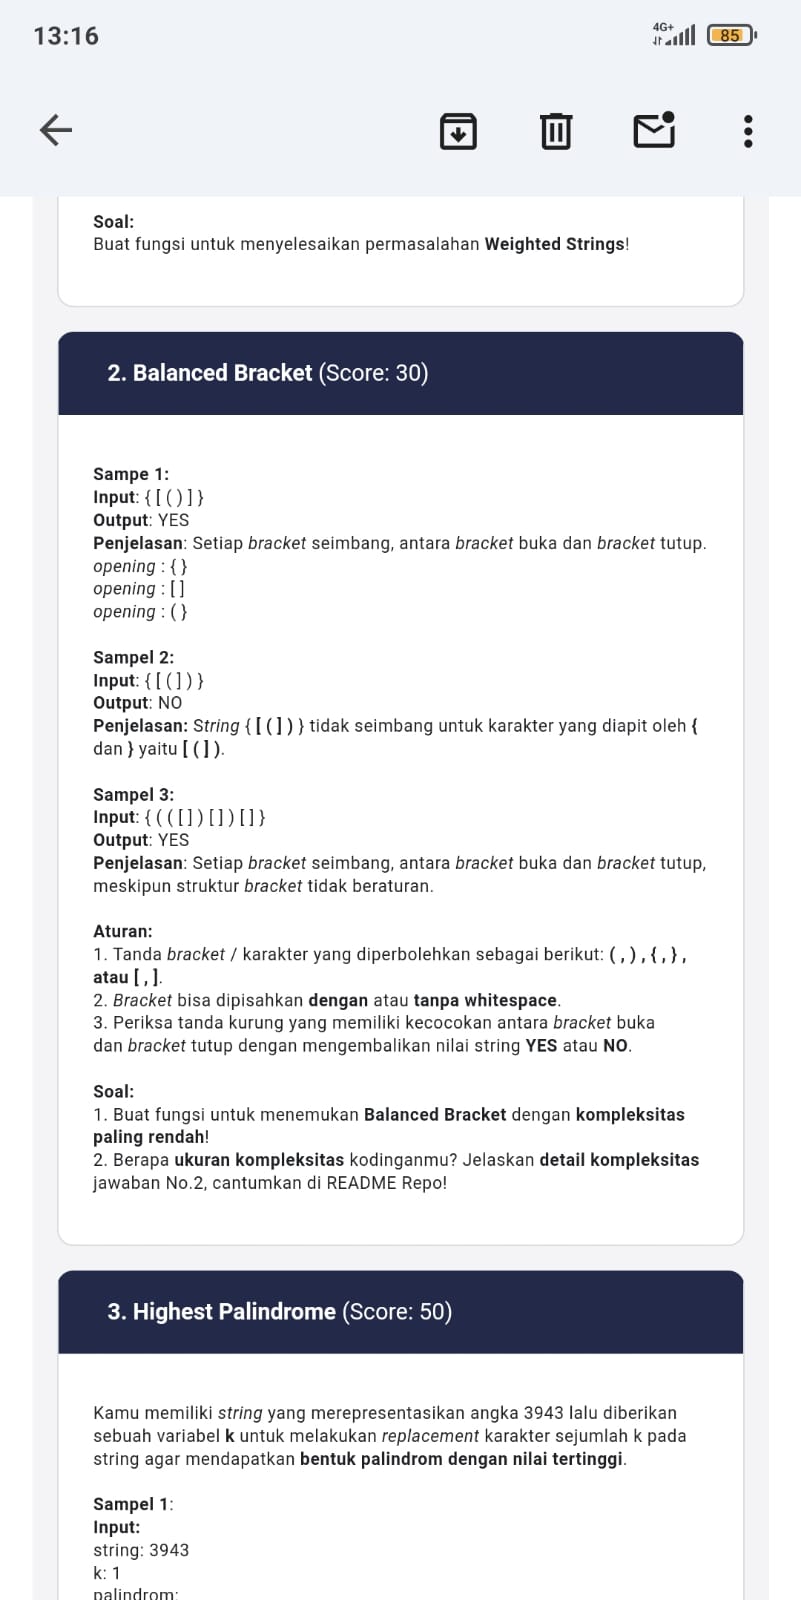 13:16
4G+
85
Soal:
Buat fungsi untuk menyelesaikan permasalahan Weighted Strings!
2. Balanced Bracket (Score: 30)
Sampe 1:
Input: { [ ( ) ] }
Output: YES
Penjelasan: Setiap bracket seimbang, antara bracket buka dan bracket tutup.
opening : { }
opening : [ ]
opening : ( }
Sampel 2:
Input: { [ ( ] ) }
Output: NO
Penjelasan: String { [ ( ] ) } tidak seimbang untuk karakter yang diapit oleh {
dan } yaitu [ ( ] ).
Sampel 3:
Input: { ( ( [ ] ) [ ] ) [ ] }
Output: YES
Penjelasan: Setiap bracket seimbang, antara bracket buka dan bracket tutup,
meskipun struktur bracket tidak beraturan.
Aturan:
1. Tanda bracket / karakter yang diperbolehkan sebagai berikut: ( , ) , { , } ,
atau [ , ].
2. Bracket bisa dipisahkan dengan atau tanpa whitespace.
3. Periksa tanda kurung yang memiliki kecocokan antara bracket buka
dan bracket tutup dengan mengembalikan nilai string YES atau NO.
Soal:
1. Buat fungsi untuk menemukan Balanced Bracket dengan kompleksitas
paling rendah!
2. Berapa ukuran kompleksitas kodinganmu? Jelaskan detail kompleksitas
jawaban No.2, cantumkan di README Repo!
3. Highest Palindrome (Score: 50)
Kamu memiliki string yang merepresentasikan angka 3943 lalu diberikan
sebuah variabel k untuk melakukan replacement karakter sejumlah k pada
string agar mendapatkan bentuk palindrom dengan nilai tertinggi.
Sampel 1:
Input:
string: 3943
k: 1
palindrom: